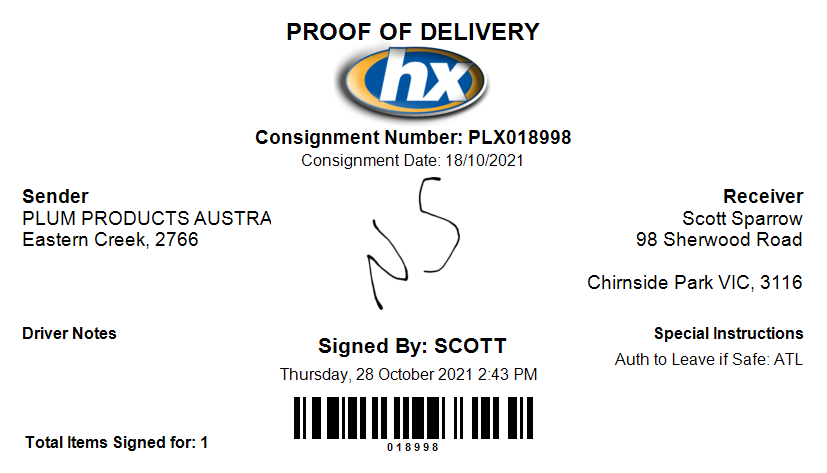 PROOF OF DELIVERY
hx
Consignment Number: PLX018998
Consignment Date: 18/10/2021
Sender
PLUM PRODUCTS AUSTRA
Eastern Creek, 2766
NS
Receiver
Scott Sparrow
98 Sherwood Road
Chirnside Park VIC, 3116
Driver Notes
Signed By: SCOTT
Thursday, 28 October 2021 2:43 PM
Special Instructions
Auth to Leave if Safe: ATL
018998
Total Items Signed for: 1